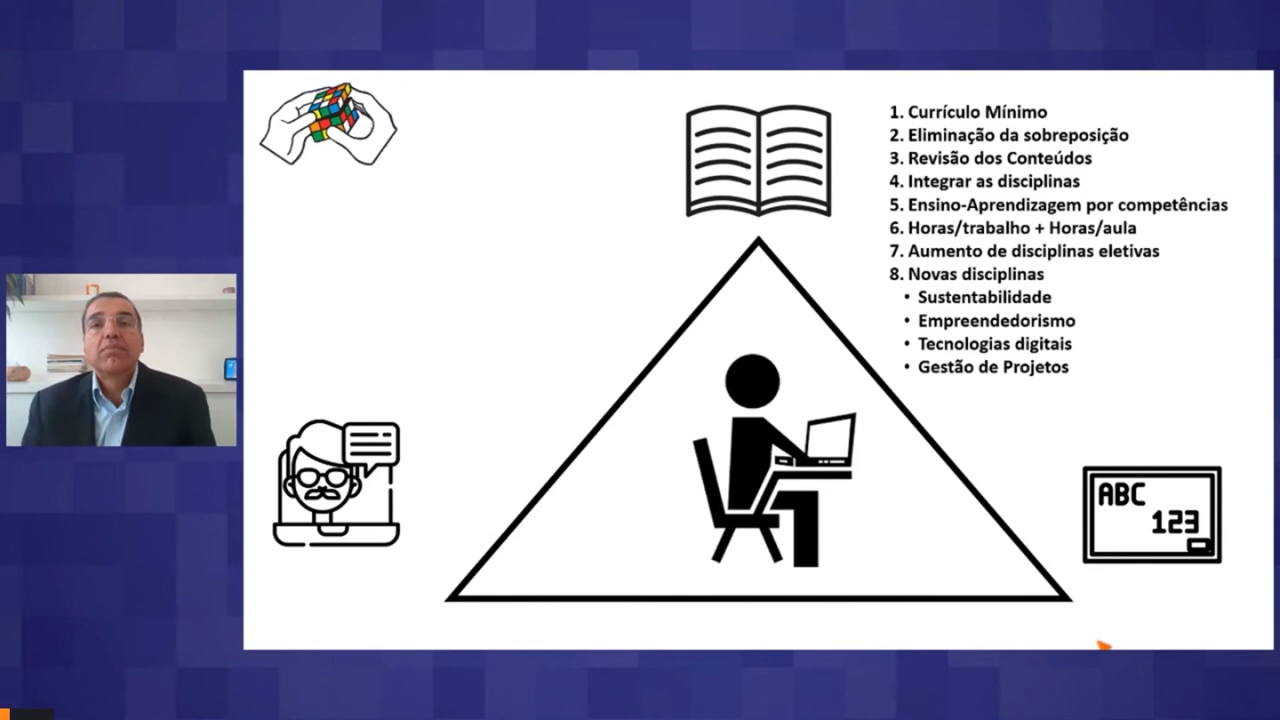 1. Currículo Mínimo
2. Eliminação da sobreposição
3. Revisão dos Conteúdos
4. Integrar as disciplinas
5. Ensino-Aprendizagem por competências
6. Horas/trabalho + Horas/aula
7. Aumento de disciplinas eletivas
8. Novas disciplinas
• Sustentabilidade
• Empreendedorismo
• Tecnologias digitais
• Gestão de Projetos
ABC
123